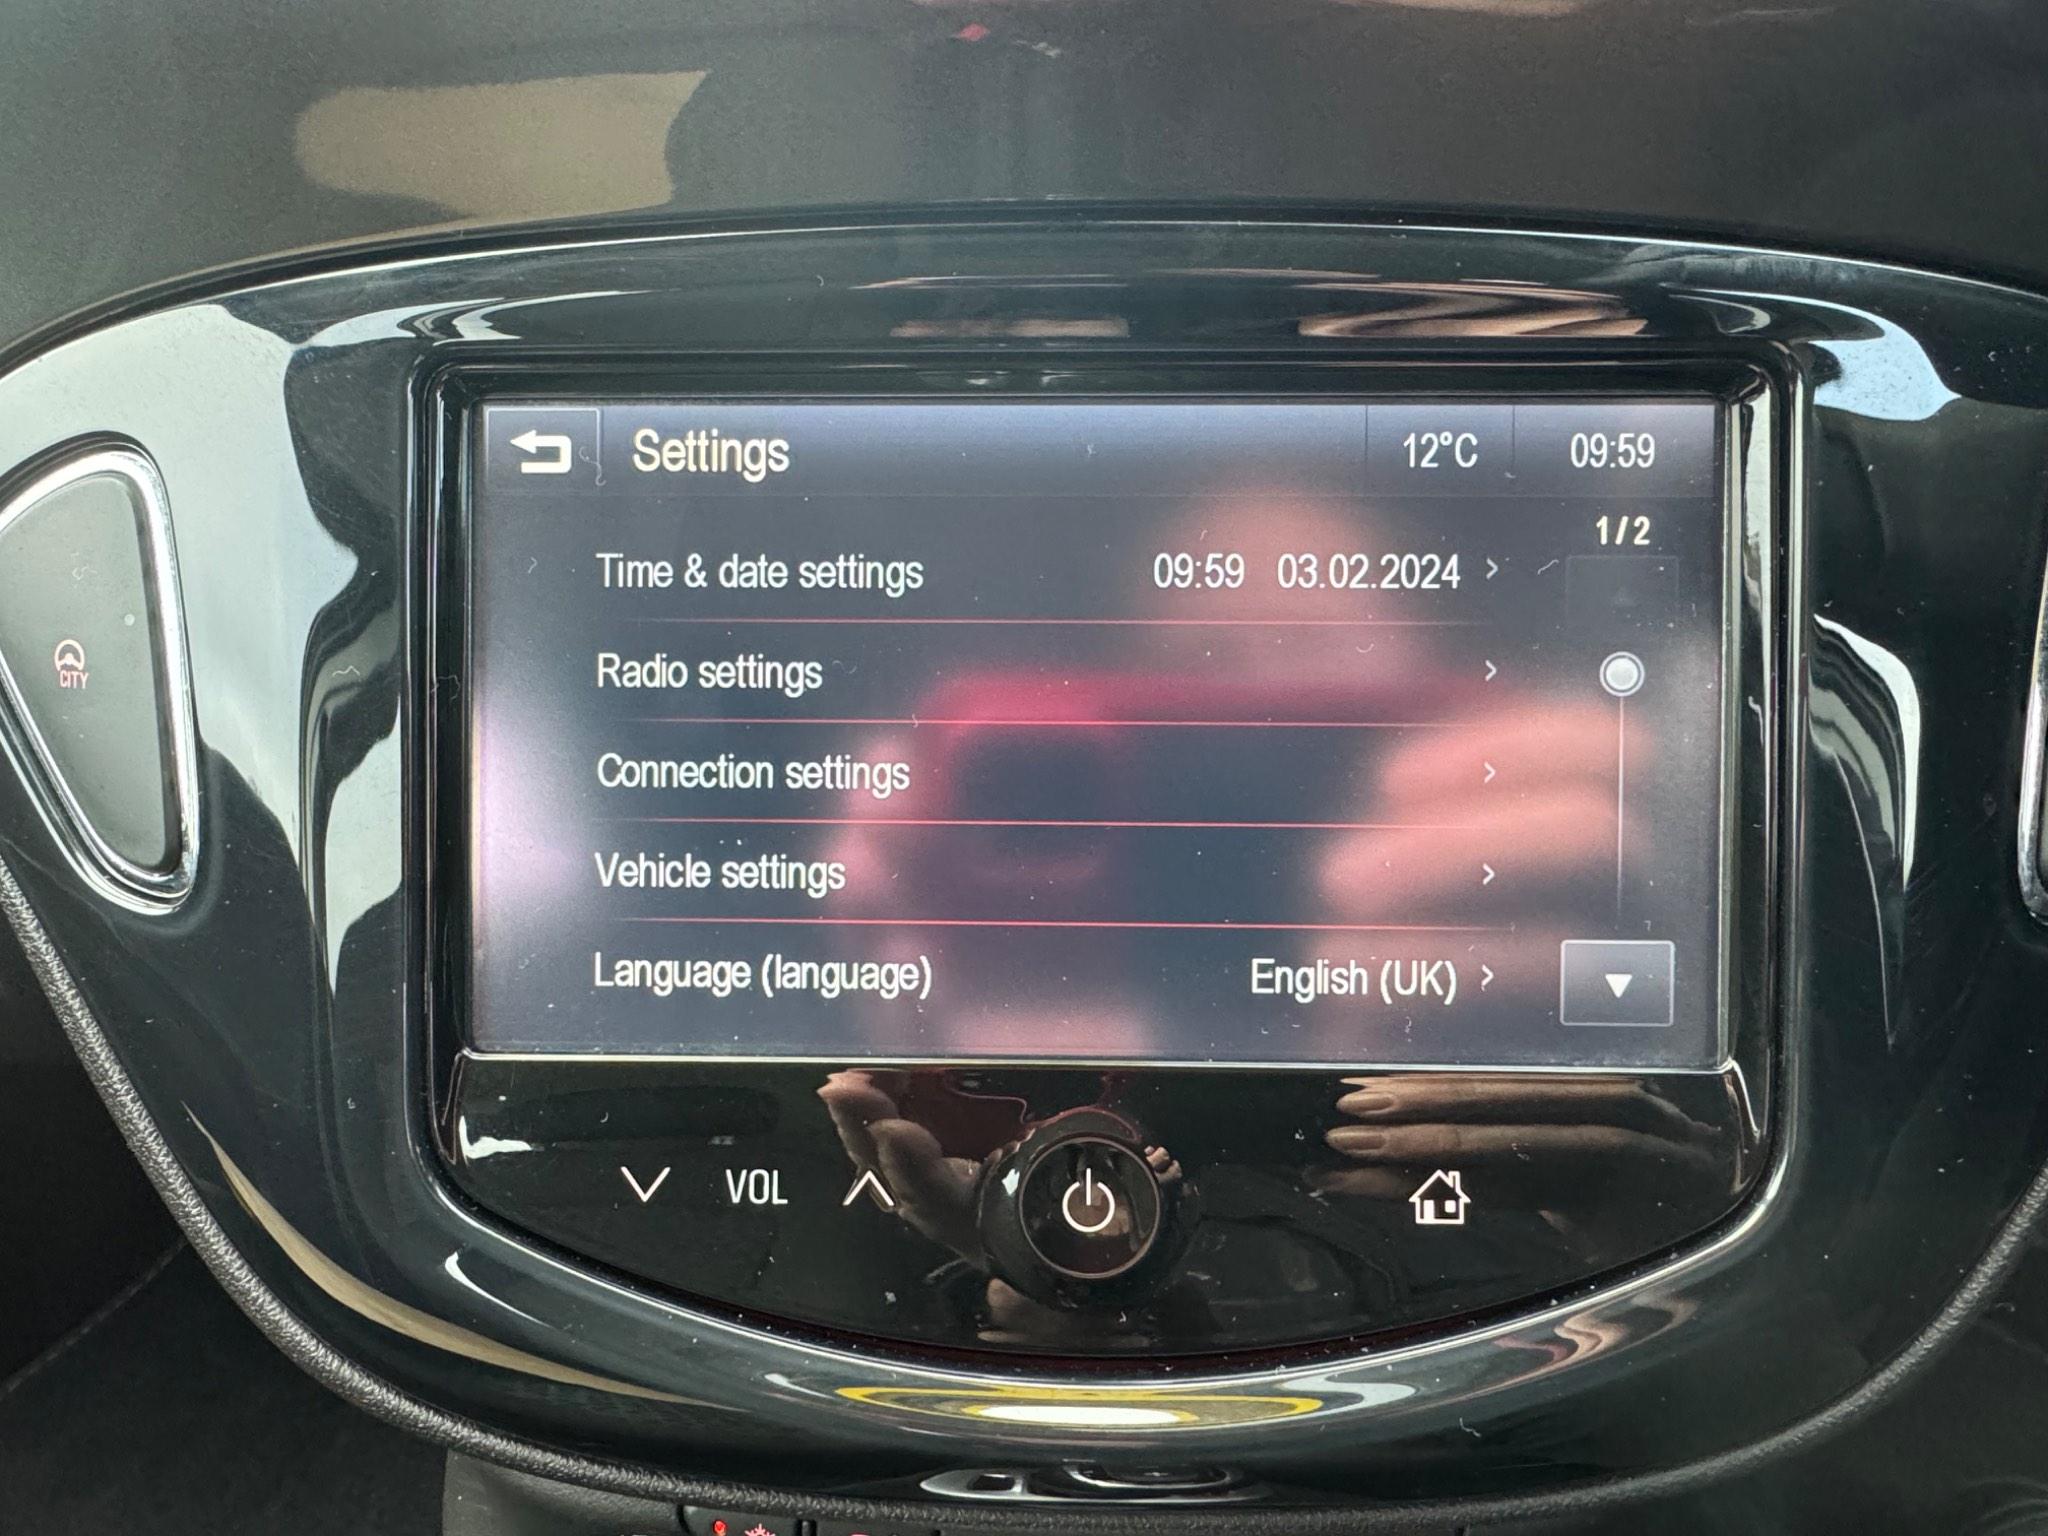 Settings 12°C 09:59
1/2
Time & date settings 09:59 03.02.2024
Radio settings
Connection settings
Vehicle settings
Language (language) English (UK)
CITY
VOL